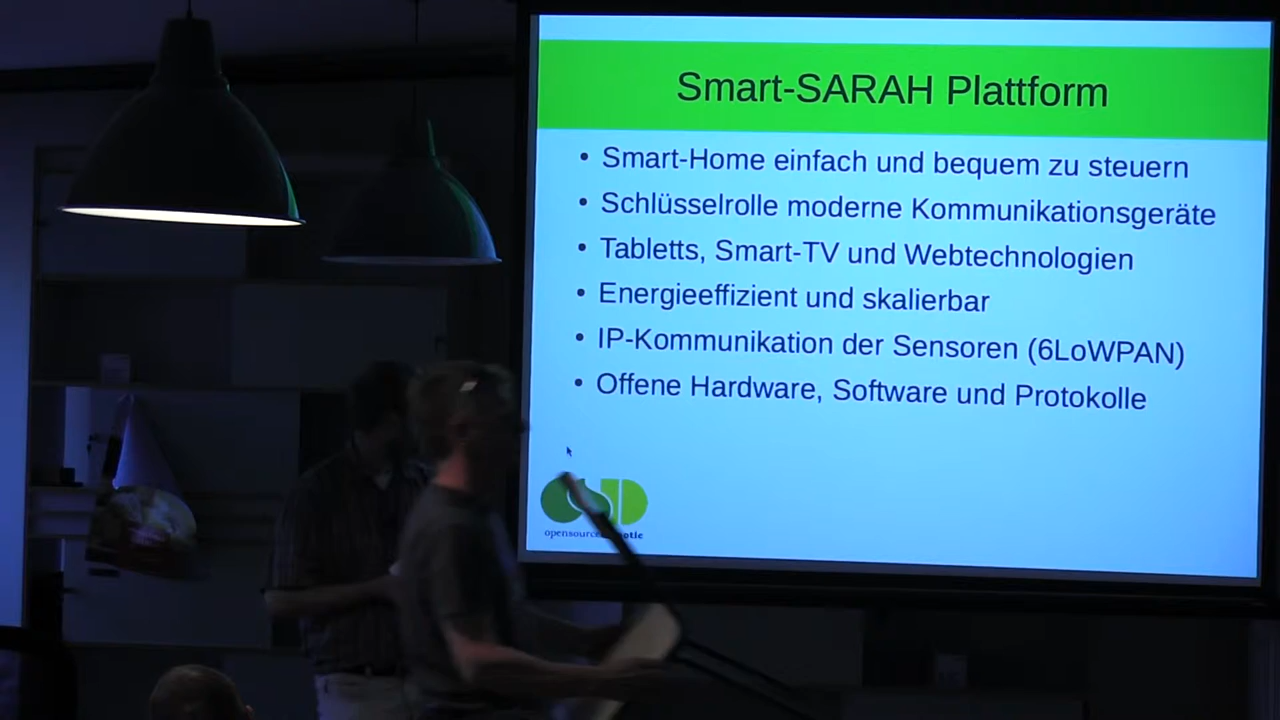 Smart-SARAH Plattform
• Smart-Home einfach und bequem zu steuern
• Schlüsselrolle moderne Kommunikationsgeräte
• Tabletts, Smart-TV und Webtechnologien
• Energieeffizient und skalierbar
• IP-Kommunikation der Sensoren (6LoWPAN)
• Offene Hardware, Software und Protokolle